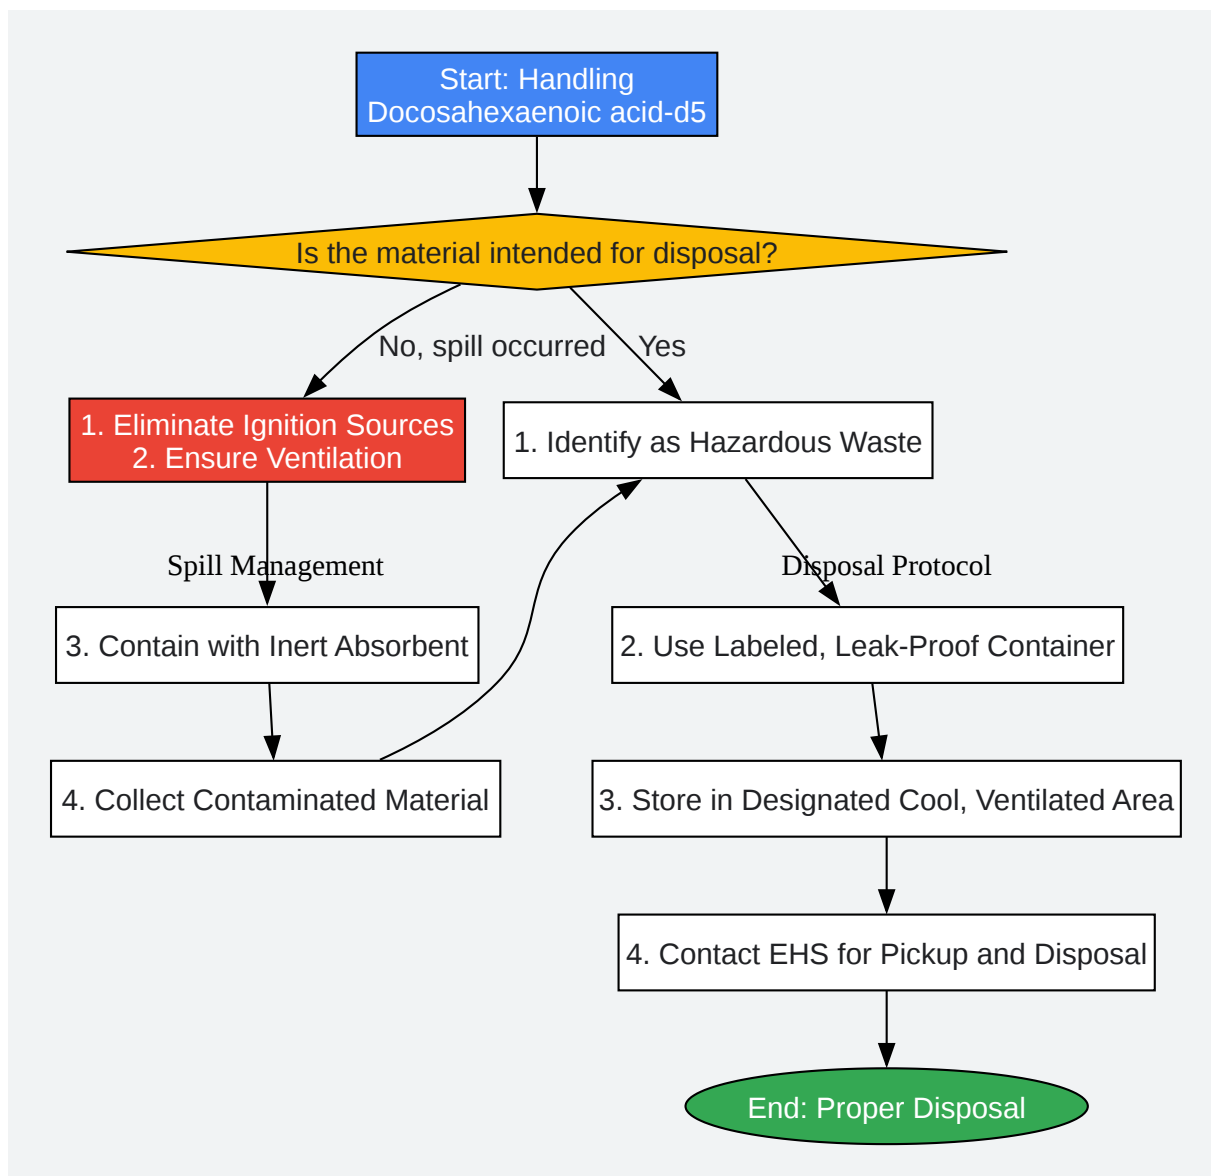 Start: Handling
Docosahexaenoic acid-d5
Is the material intended for disposal?
No, spill occurred
Yes
1. Eliminate Ignition Sources
2. Ensure Ventilation
1. Identify as Hazardous Waste
Spill Management
Disposal Protocol
3. Contain with Inert Absorbent
2. Use Labeled, Leak-Proof Container
4. Collect Contaminated Material
3. Store in Designated Cool, Ventilated Area
4. Contact EHS for Pickup and Disposal
End: Proper Disposal